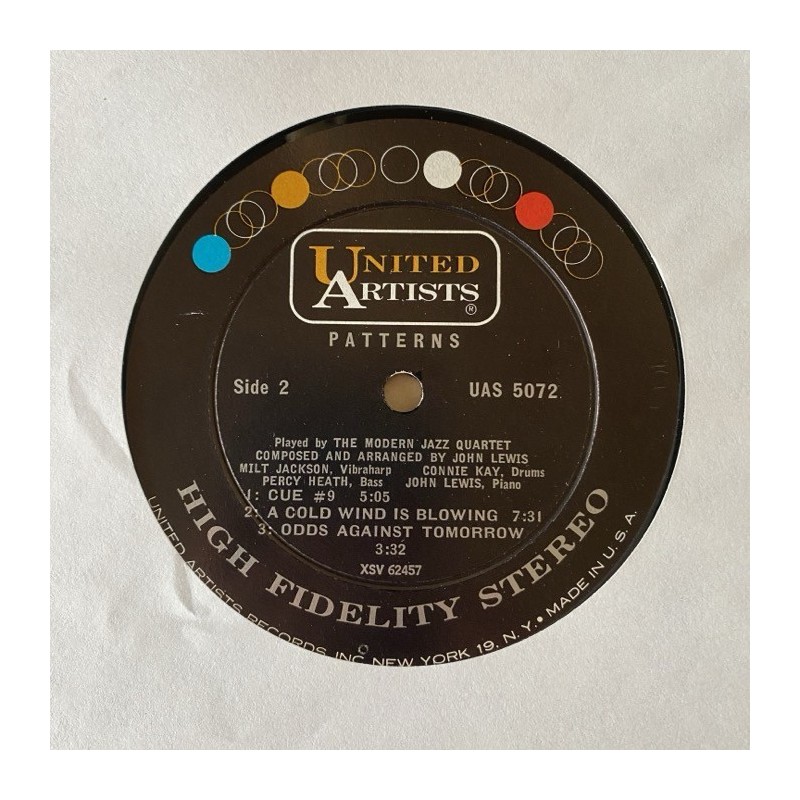 UNITED
ARTISTS
®
PATTERNS
Side 2
UAS 5072
Played by THE MODERN JAZZ QUARTET
COMPOSED AND ARRANGED BY JOHN LEWIS
MILT JACKSON, Vibraharp CONNIE KAY, Drums
PERCY HEATH, Bass JOHN LEWIS, Piano
1: CUE #9 5:05
2: A COLD WIND IS BLOWING 7:31
3: ODDS AGAINST TOMORROW
3:32
XSV 62457
HIGH FIDELITY STEREO
UNITED ARTISTS RECORDS, INC. NEW YORK 19, N.Y. • MADE IN U.S.A.